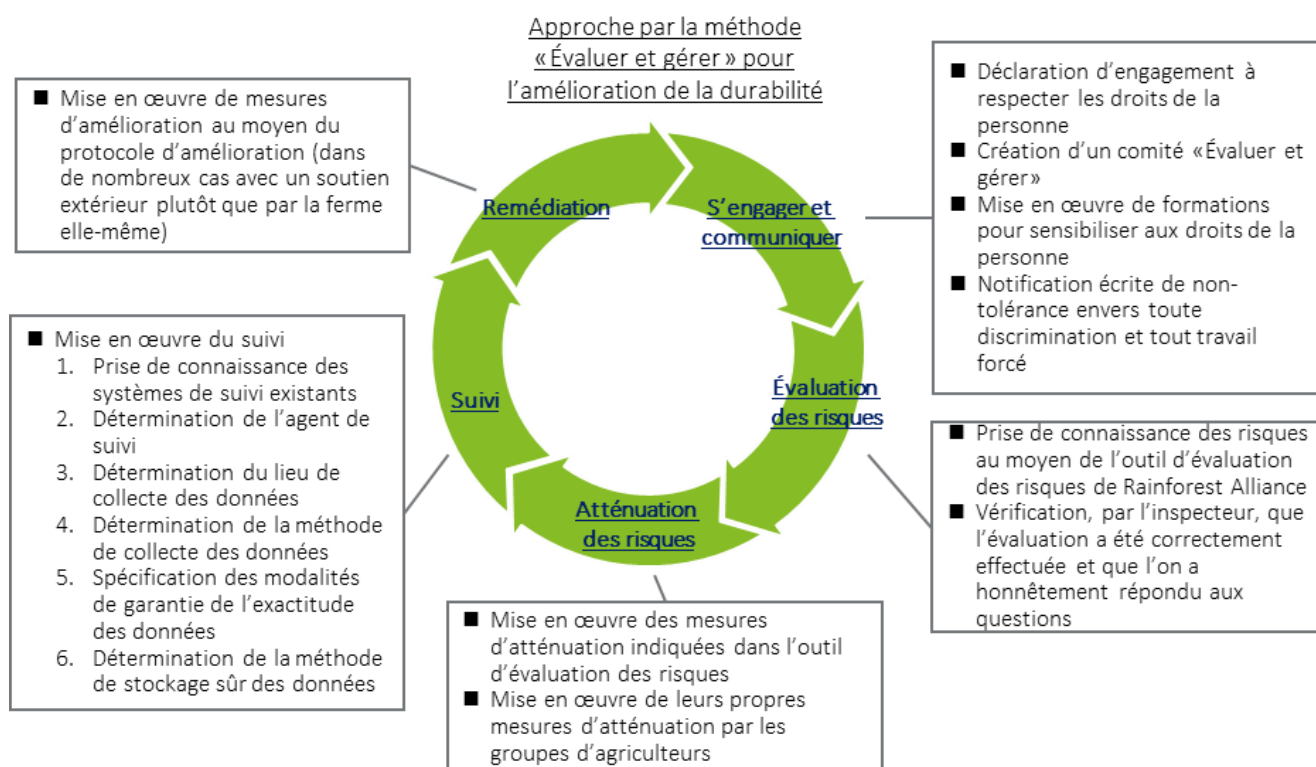 Approche par la méthode
«Évaluer et gérer» pour
l’amélioration de la durabilité
■ Mise en œuvre de mesures
d’amélioration au moyen du
protocole d’amélioration (dans
de nombreux cas avec un soutien
extérieur plutôt que par la ferme
elle-même)
Remédiation
S’engager et
communiquer
■ Déclaration d’engagement à
respecter les droits de la
personne
■ Création d’un comité «Évaluer et
gérer»
■ Mise en œuvre de formations
pour sensibiliser aux droits de la
personne
■ Notification écrite de non-
tolérance envers toute
discrimination et tout travail
forcé
■ Mise en œuvre du suivi
1. Prise de connaissance des
systèmes de suivi existants
2. Détermination de l’agent de
suivi
3. Détermination du lieu de
collecte des données
4. Détermination de la méthode
de collecte des données
5. Spécification des modalités
de garantie de l’exactitude
des données
6. Détermination de la méthode
de stockage sûr des données
Suivi
Évaluation
des risques
■ Prise de connaissance des risques
au moyen de l’outil d’évaluation
des risques de Rainforest Alliance
■ Vérification, par l’inspecteur, que
l’évaluation a été correctement
effectuée et que l’on a
honnêtement répondu aux
questions
Atténuation
des risques
■ Mise en œuvre des mesures
d’atténuation indiquées dans l’outil
d’évaluation des risques
■ Mise en œuvre de leurs propres
mesures d’atténuation par les
groupes d’agriculteurs